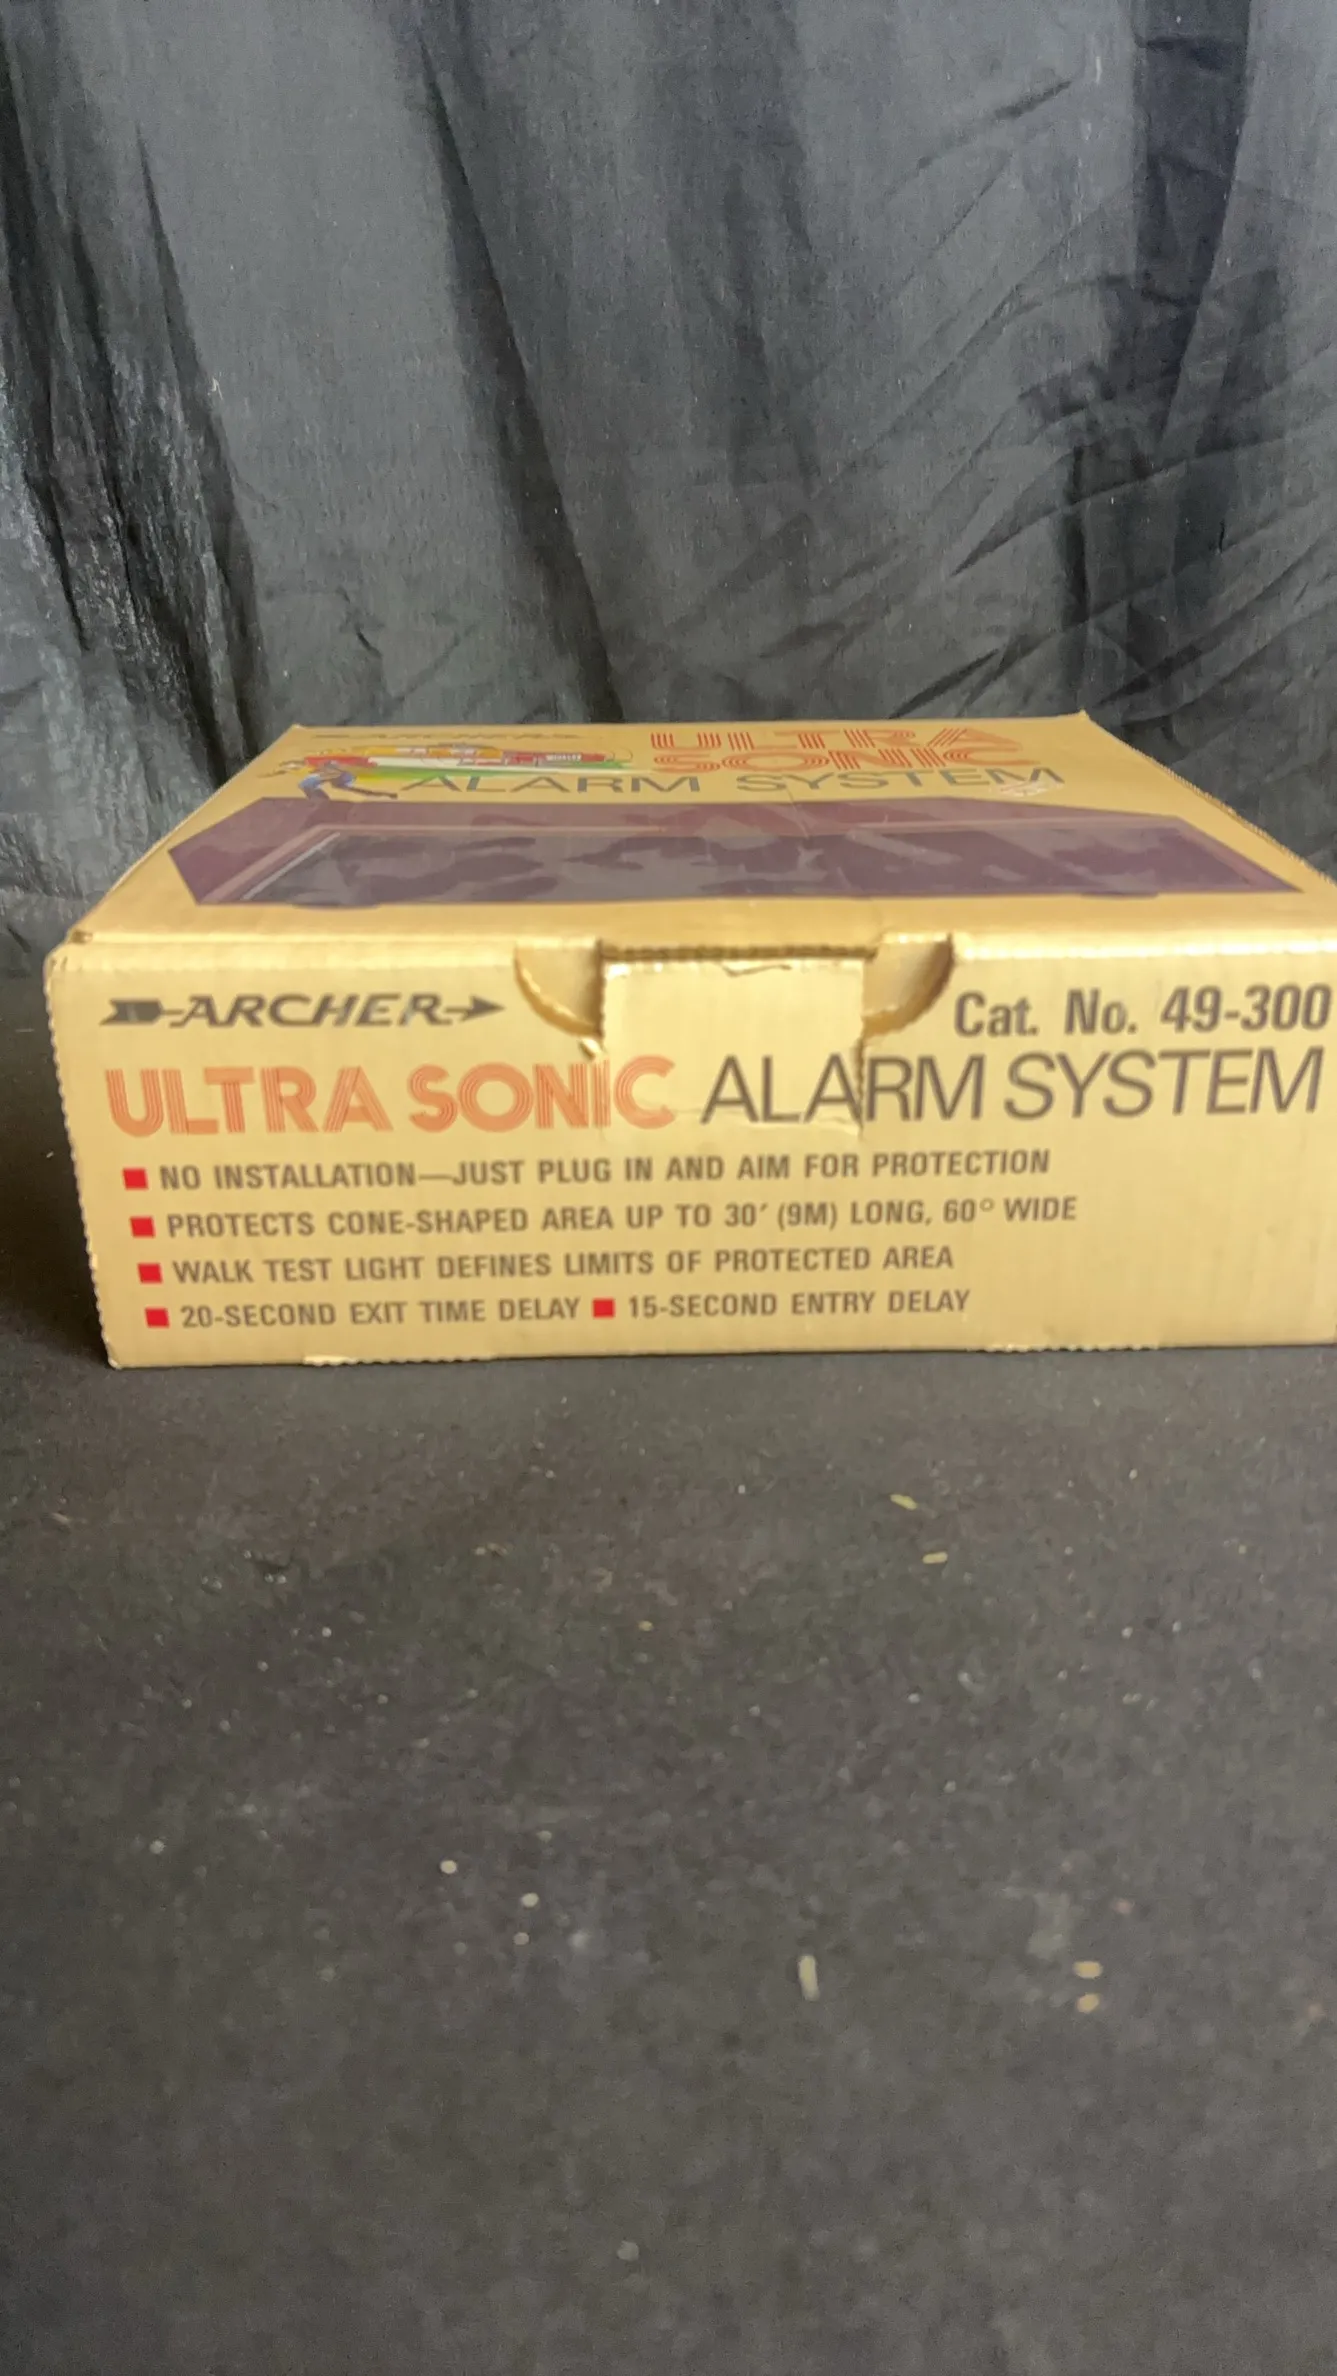 ARCHER
ULTRA
SONIC
ALARM SYSTEM
ARCHER
Cat. No. 49-300
ULTRA SONIC ALARM SYSTEM
NO INSTALLATION—JUST PLUG IN AND AIM FOR PROTECTION
PROTECTS CONE-SHAPED AREA UP TO 30′ (9M) LONG, 60° WIDE
WALK TEST LIGHT DEFINES LIMITS OF PROTECTED AREA
20-SECOND EXIT TIME DELAY ■ 15-SECOND ENTRY DELAY